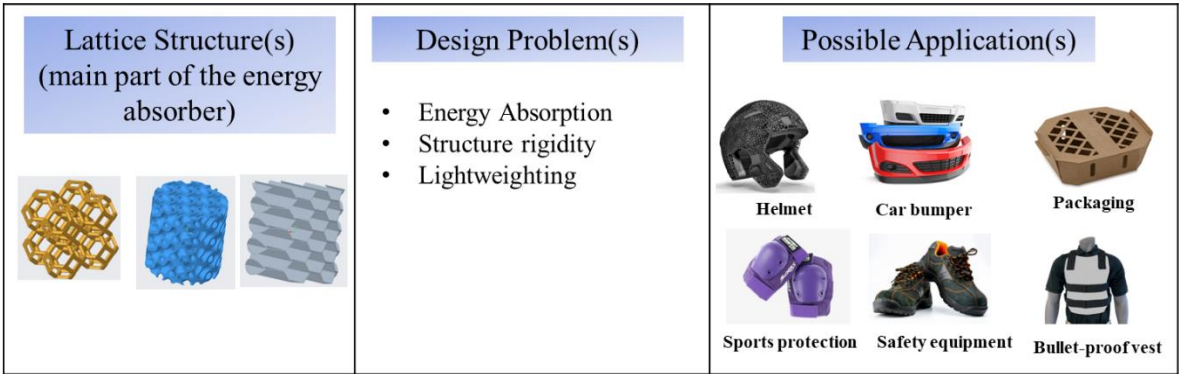 Lattice Structure(s)
(main part of the energy
absorber)
Design Problem(s)
• Energy Absorption
• Structure rigidity
• Lightweighting
Possible Application(s)
Helmet
Car bumper
Packaging
Sports protection
Safety equipment
Bullet-proof vest